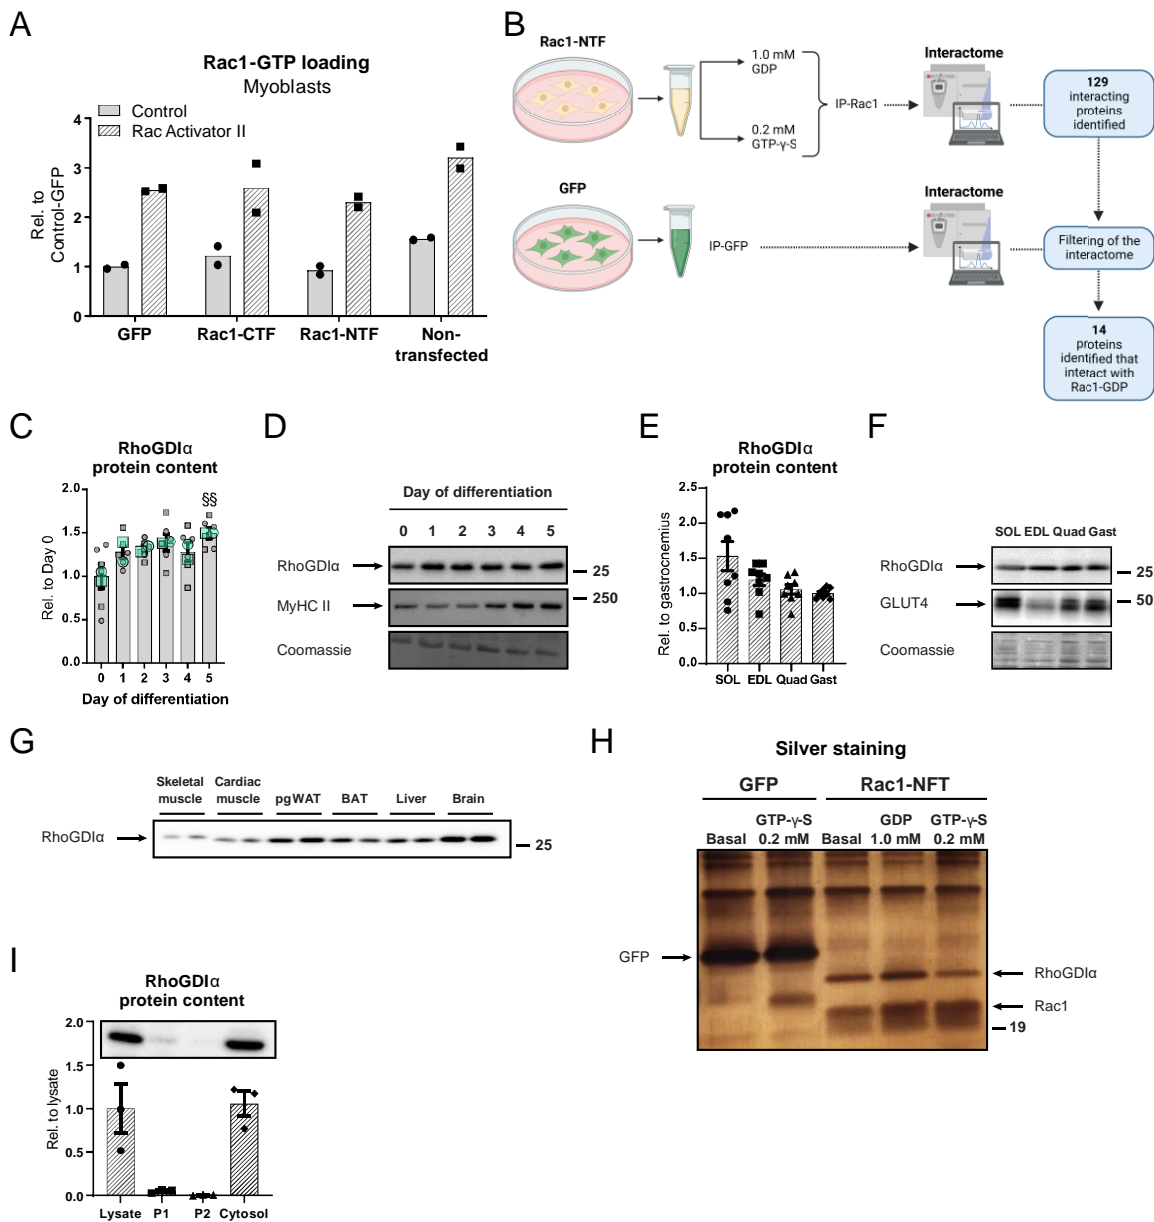 A
Rac1-GTP loading
Myoblasts
Control
Rac Activator II
Rel. to
Control-GFP
4
3
2
1
0
GFP
Rac1-CTF
Rac1-NTF
Non-
transfected
B
Rac1-NTF
1.0 mM
GDP
0.2 mM
GTP-γ-S
IP-Rac1
Interactome
129
interacting
proteins
identified
GFP
IP-GFP
Interactome
Filtering of the
interactome
14
proteins
identified that
interact with
Rac1-GDP
C
RhoGDIα
protein content
Rel. to Day 0
2.0
1.5
1.0
0.5
0.0
§§
0 1 2 3 4 5
Day of differentiation
D
Day of differentiation
0 1 2 3 4 5
RhoGDIα
25
MyHC II
250
Coomassie
E
RhoGDIα
protein content
Rel. to gastrocnemius
2.5
2.0
1.5
1.0
0.5
0.0
SOL EDL Quad Gast
F
SOL EDL Quad Gast
RhoGDIα
25
GLUT4
50
Coomassie
G
Skeletal
muscle
Cardiac
muscle
pgWAT
BAT
Liver
Brain
RhoGDIα
25
H
Silver staining
GFP
Rac1-NFT
GTP-γ-S
GDP
GTP-γ-S
Basal 0.2 mM Basal 1.0 mM 0.2 mM
GFP
RhoGDIα
Rac1
19
I
RhoGDIα
protein content
Rel. to lysate
2.0
1.5
1.0
0.5
0.0
Lysate P1 P2 Cytosol